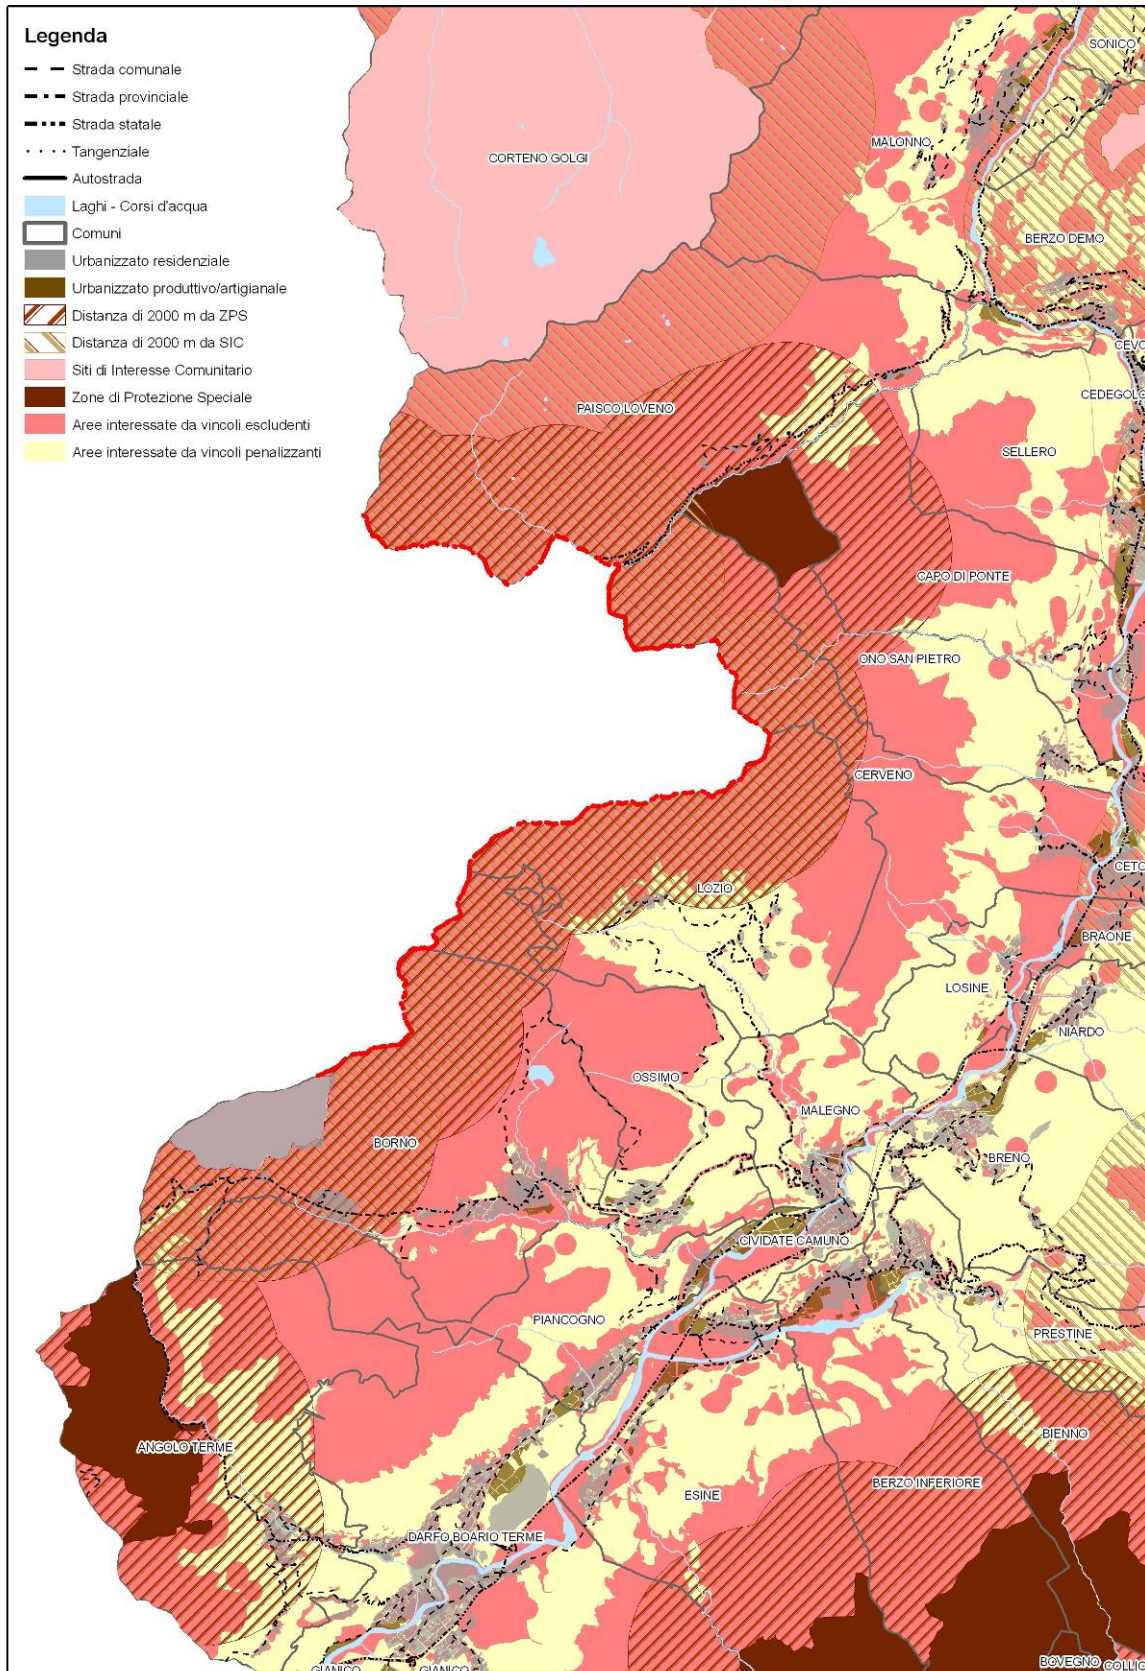 Legenda
Strada comunale
Strada provinciale
Strada statale
Tangenziale
Autostrada
Laghi - Corsi d'acqua
Comuni
Urbanizzato residenziale
Urbanizzato produttivo/artigianale
Distanza di 2000 m da ZPS
Distanza di 2000 m da SIC
Siti di Interesse Comunitario
Zone di Protezione Speciale
Aree interessate da vincoli escludenti
Aree interessate da vincoli penalizzanti
SONICO
MALONNO
CORTENO GOLGI
BERZO DEMO
CEVO
CEDEGOLO
PAISCO LOVENO
SELLERO
CAPO DI PONTE
ONO SAN PIETRO
CERVENO
CETO
LOZIO
BRAONE
LOSINE
NIARDO
OSSIMO
MALEGNO
BORNO
BRENO
CIVIDATE CAMUNO
PIANCOGNO
PRESTINE
BIENNO
ANGOLO TERME
BERZO INFERIORE
ESINE
DARFO BOARIO TERME
GIANICO
GIANICO
BOVEGNO
COLLIO